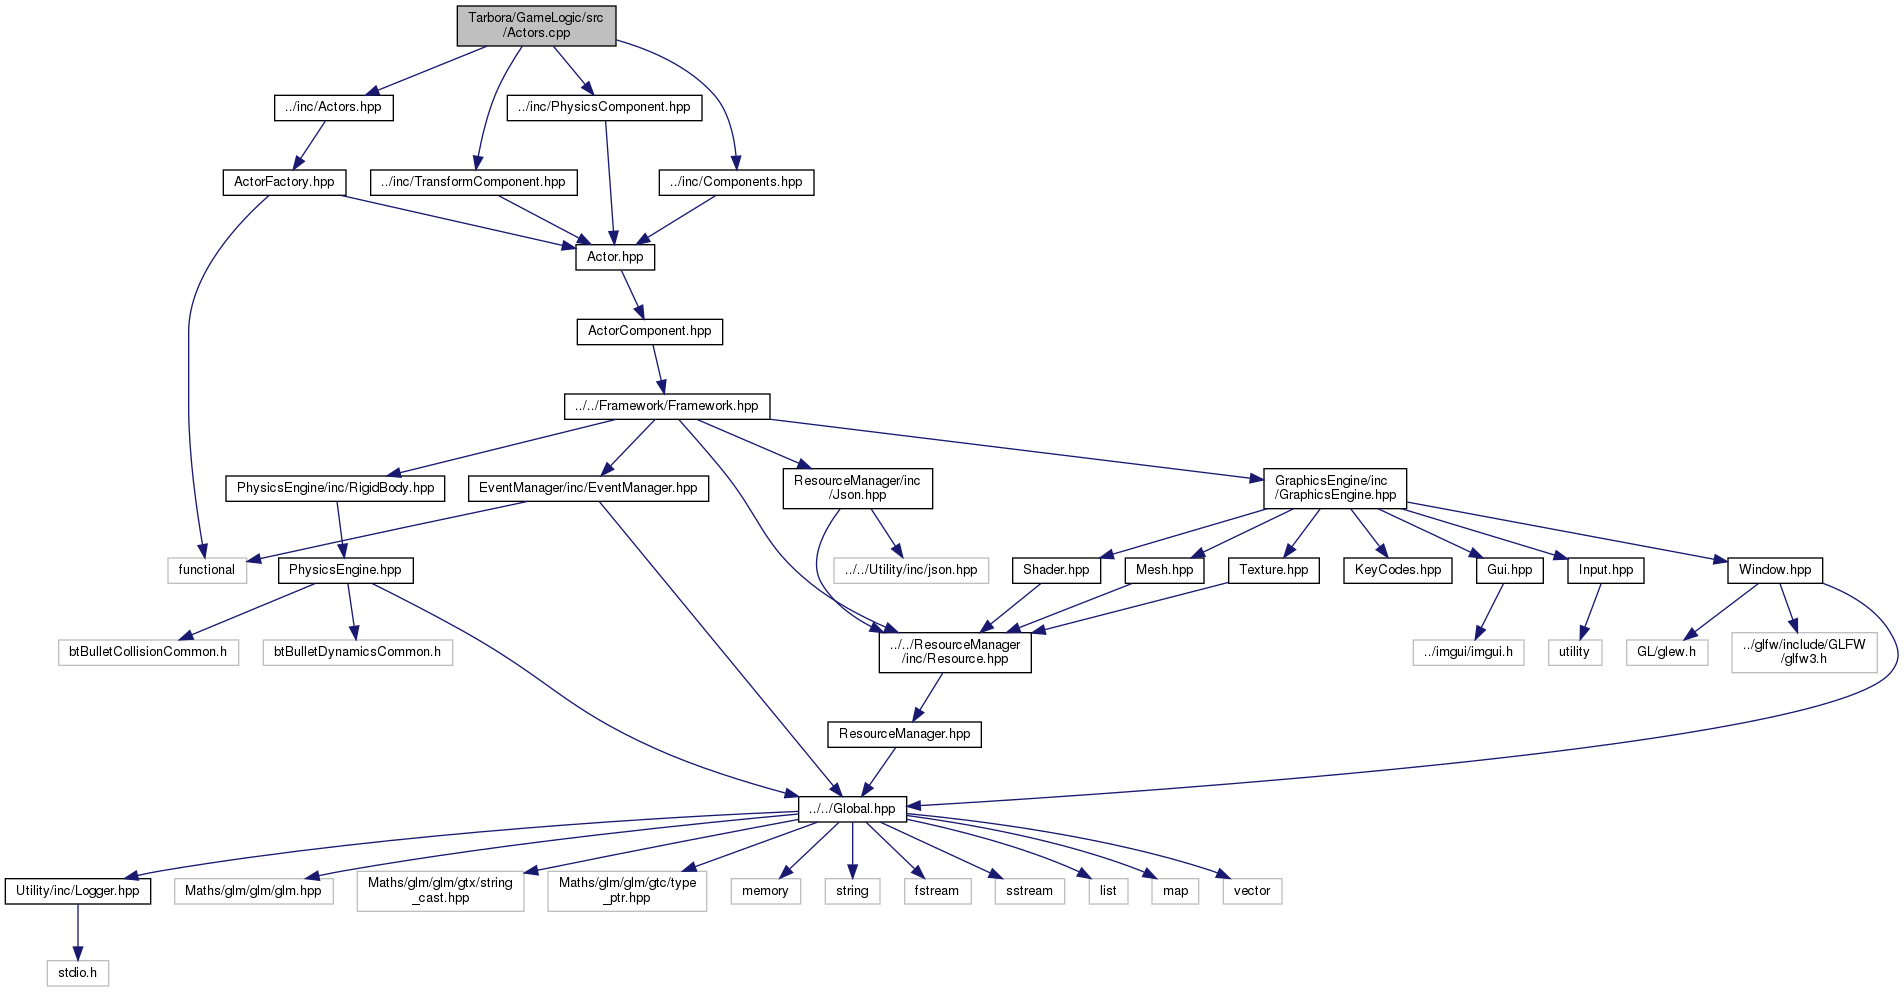 Tarbora/GameLogic/src
/Actors.cpp
../inc/Actors.hpp
../inc/PhysicsComponent.hpp
ActorFactory.hpp
../inc/TransformComponent.hpp
../inc/Components.hpp
Actor.hpp
ActorComponent.hpp
../../Framework/Framework.hpp
PhysicsEngine/inc/RigidBody.hpp
EventManager/inc/EventManager.hpp
ResourceManager/inc
/Json.hpp
GraphicsEngine/inc
/GraphicsEngine.hpp
functional
PhysicsEngine.hpp
../../Utility/inc/json.hpp
Shader.hpp
Mesh.hpp
Texture.hpp
KeyCodes.hpp
Gui.hpp
Input.hpp
Window.hpp
btBulletCollisionCommon.h
btBulletDynamicsCommon.h
../../ResourceManager
/inc/Resource.hpp
../imgui/imgui.h
utility
GL/glew.h
../glfw/include/GLFW
/glfw3.h
ResourceManager.hpp
../../Global.hpp
Utility/inc/Logger.hpp
Maths/glm/glm/glm.hpp
Maths/glm/glm/gtx/string
_cast.hpp
Maths/glm/glm/gtc/type
_ptr.hpp
memory
string
fstream
sstream
list
map
vector
stdio.h